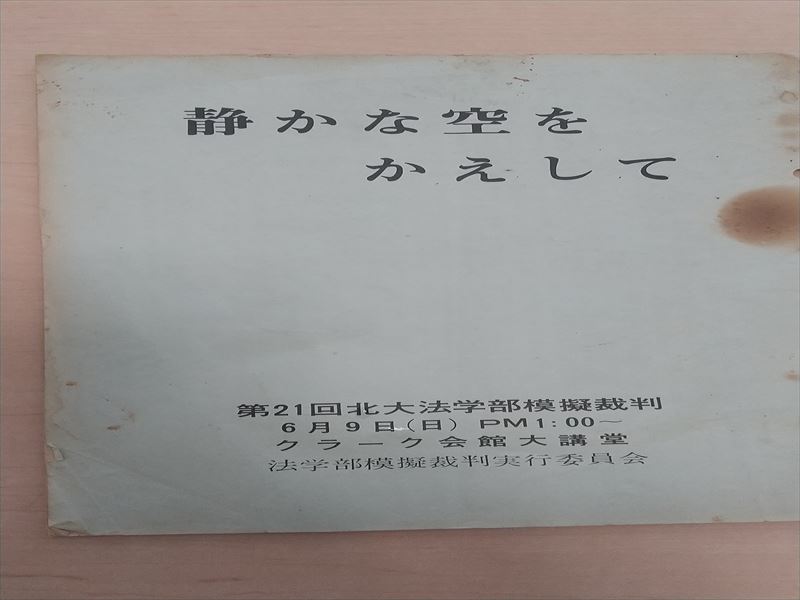 静かな空を
かえして
第21回北大法学部模擬裁判
6月9日(日) PM1:00～
クラーク会館大講堂
法学部模擬裁判実行委員会